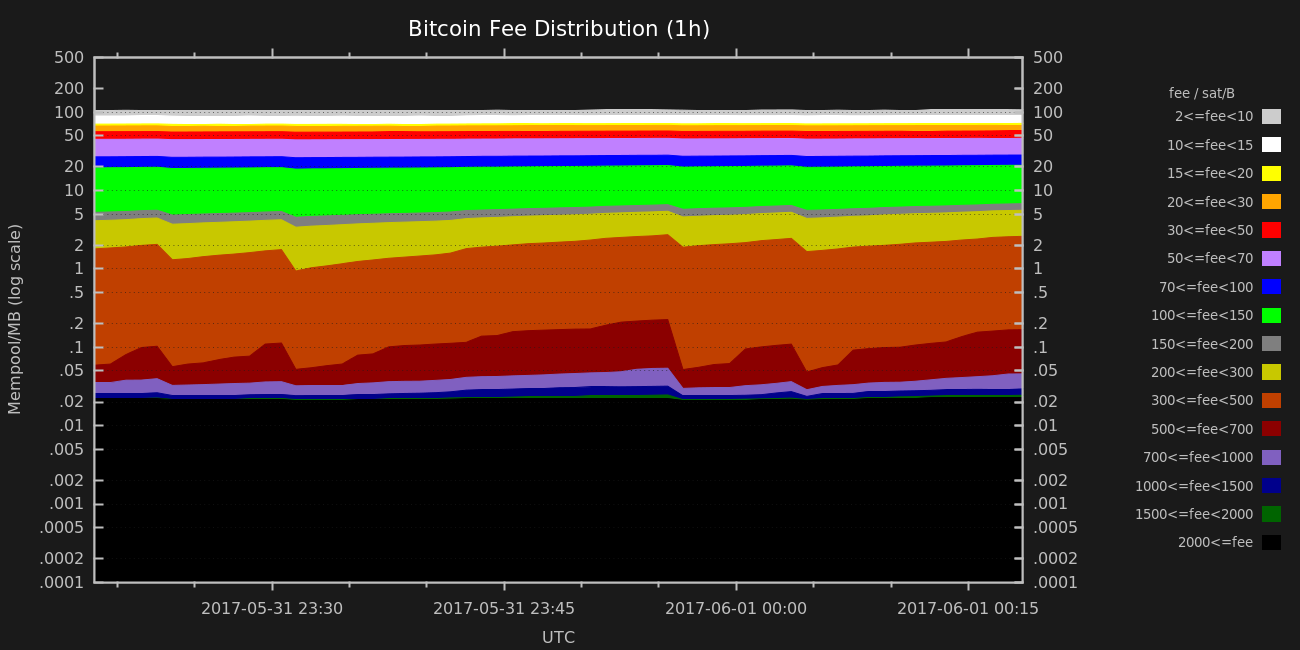 Bitcoin Fee Distribution (1h)
Mempool/MB (log scale)
500
200
100
50
20
10
5
2
1
.5
.2
.1
.05
.02
.01
.005
.002
.001
.0005
.0002
.0001
500
200
100
50
20
10
5
2
1
.5
.2
.1
.05
.02
.01
.005
.002
.001
.0005
.0002
.0001
2017-05-31 23:30
2017-05-31 23:45
2017-06-01 00:00
2017-06-01 00:15
UTC
fee / sat/B
2<=fee<10
10<=fee<15
15<=fee<20
20<=fee<30
30<=fee<50
50<=fee<70
70<=fee<100
100<=fee<150
150<=fee<200
200<=fee<300
300<=fee<500
500<=fee<700
700<=fee<1000
1000<=fee<1500
1500<=fee<2000
2000<=fee